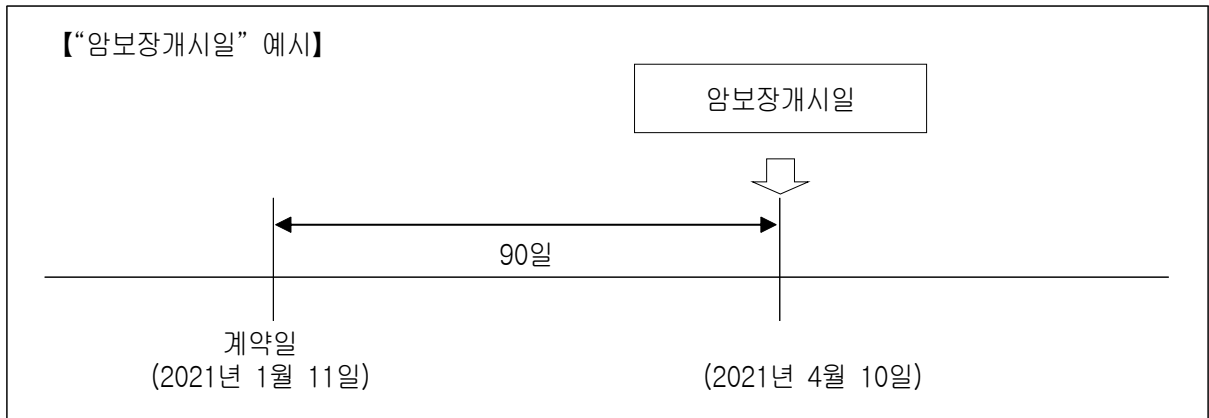 【“암보장개시일” 예시】
암보장개시일
90일
계약일
(2021년 1월 11일)
(2021년 4월 10일)